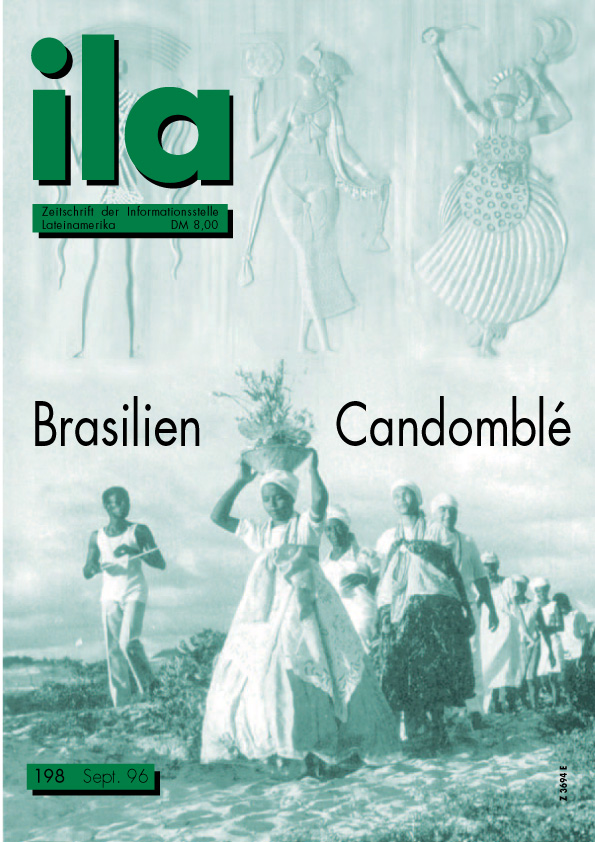 ila
Zeitschrift der Informationsstelle
Lateinamerika DM 8,00
Brasilien Candomblé
198 Sept. 96
Z 3694 E